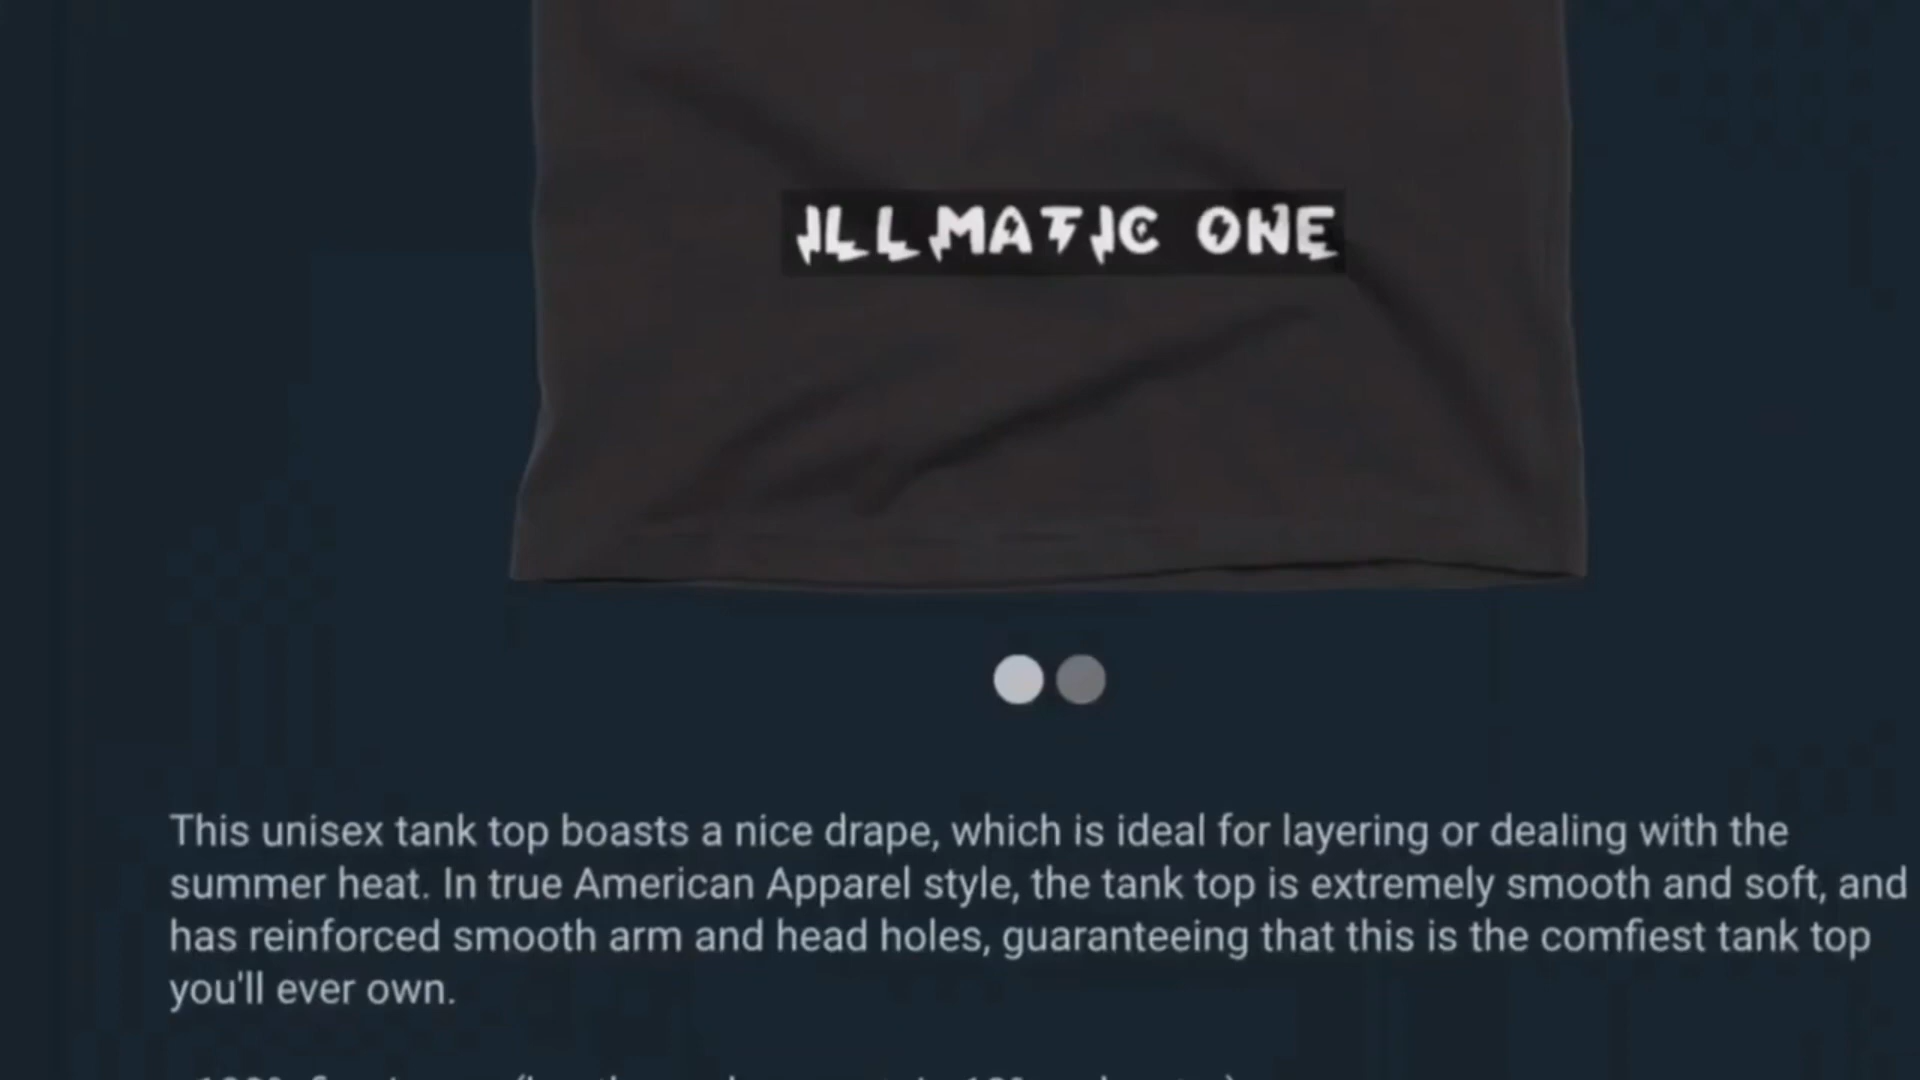 ILLMATIC ONE
This unisex tank top boasts a nice drape, which is ideal for layering or dealing with the
summer heat. In true American Apparel style, the tank top is extremely smooth and soft, and
has reinforced smooth arm and head holes, guaranteeing that this is the comfiest tank top
you'll ever own.